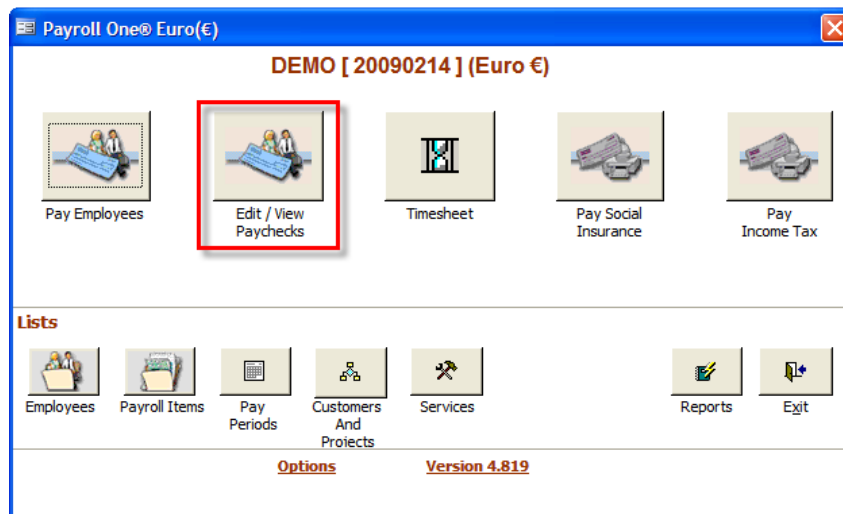 Payroll One® Euro(€)
DEMO [ 20090214 ] (Euro €)
Pay Employees
Edit / View
Paychecks
Timesheet
Pay Social
Insurance
Pay
Income Tax
Lists
Employees
Payroll Items
Pay
Periods
Customers
And
Projects
Services
Reports
Exit
Options
Version 4.819